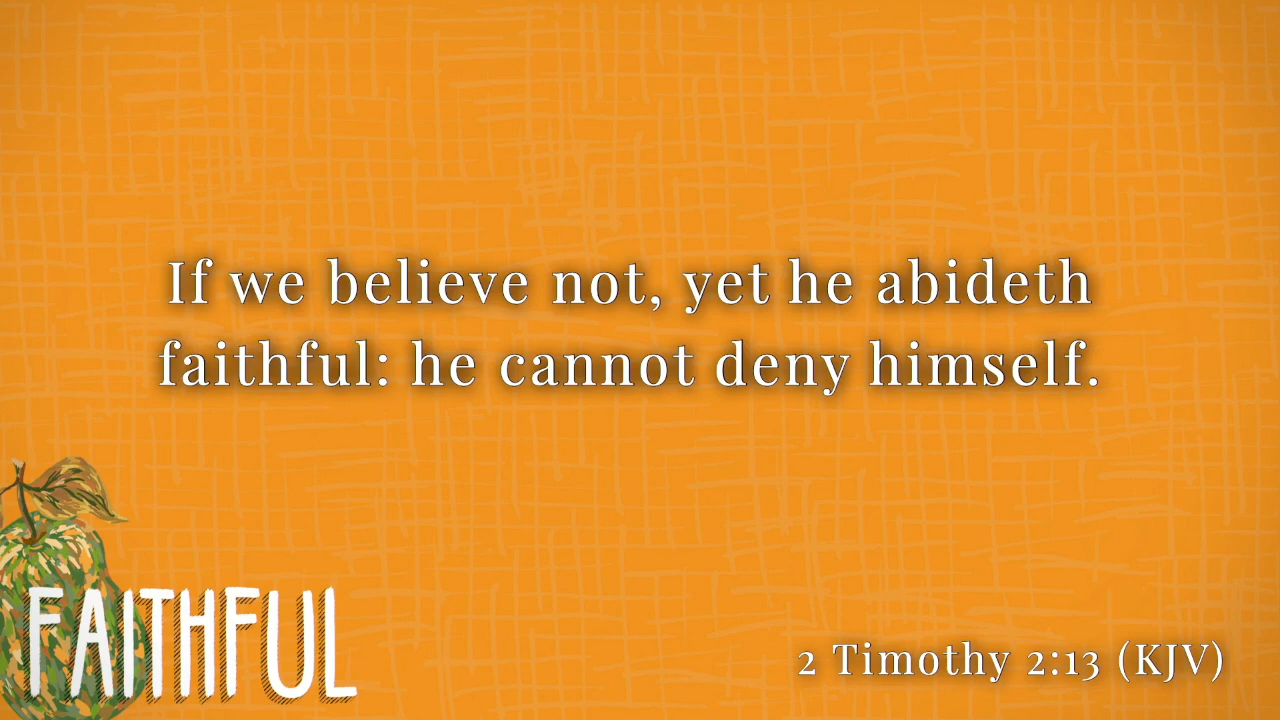 If we believe not, yet he abideth
faithful: he cannot deny himself.
FAITHFUL
2 Timothy 2:13 (KJV)